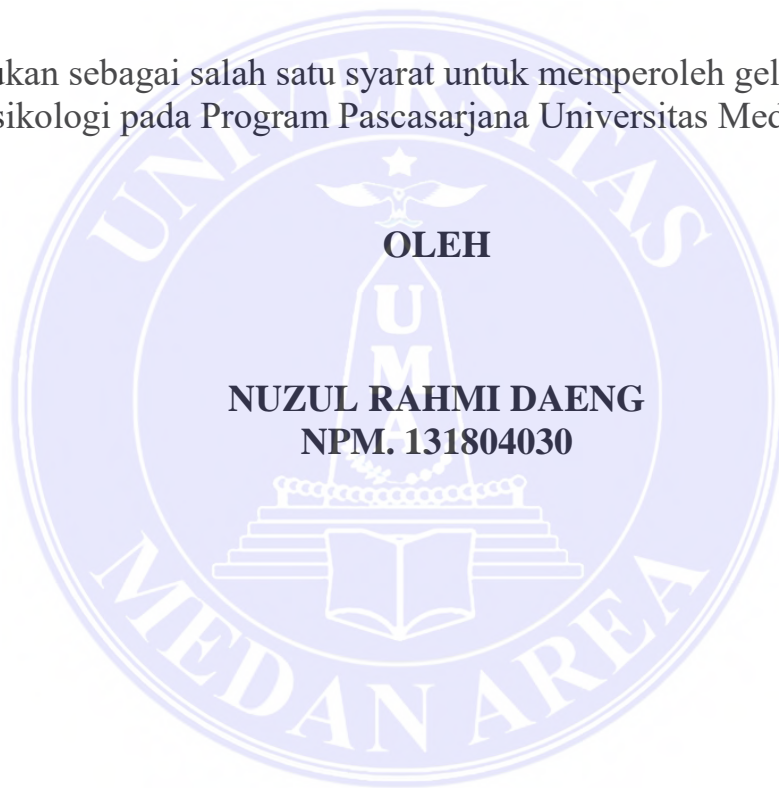 ukan sebagai salah satu syarat untuk memperoleh gel
sikologi pada Program Pascasarjana Universitas Med
UNIVERSITAS
OLEH
U
M
A
NUZUL RAHMI DAENG
NPM. 131804030
MEDAN AREA